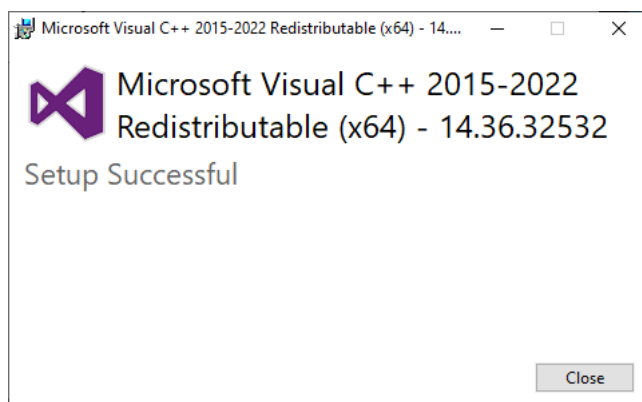 Microsoft Visual C++ 2015-2022 Redistributable (x64) - 14....
Microsoft Visual C++ 2015-2022
Redistributable (x64) - 14.36.32532
Setup Successful
Close